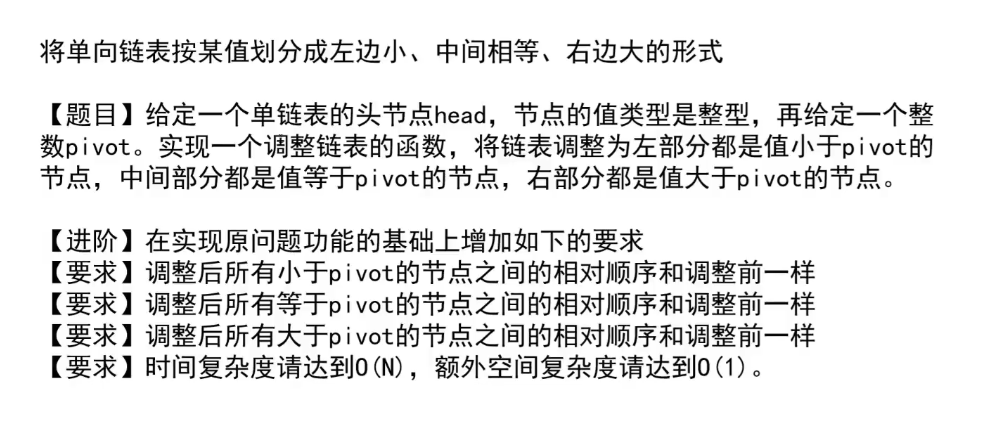 将单向链表按某值划分成左边小、中间相等、右边大的形式
【题目】给定一个单链表的头节点head，节点的值类型是整型，再给定一个整
数pivot。实现一个调整链表的函数，将链表调整为左部分都是值小于pivot的
节点，中间部分都是值等于pivot的节点，右部分都是值大于pivot的节点。
【进阶】在实现原问题功能的基础上增加如下的要求
【要求】调整后所有小于pivot的节点之间的相对顺序和调整前一样
【要求】调整后所有等于pivot的节点之间的相对顺序和调整前一样
【要求】调整后所有大于pivot的节点之间的相对顺序和调整前一样
【要求】时间复杂度请达到O(N)，额外空间复杂度请达到O(1)。